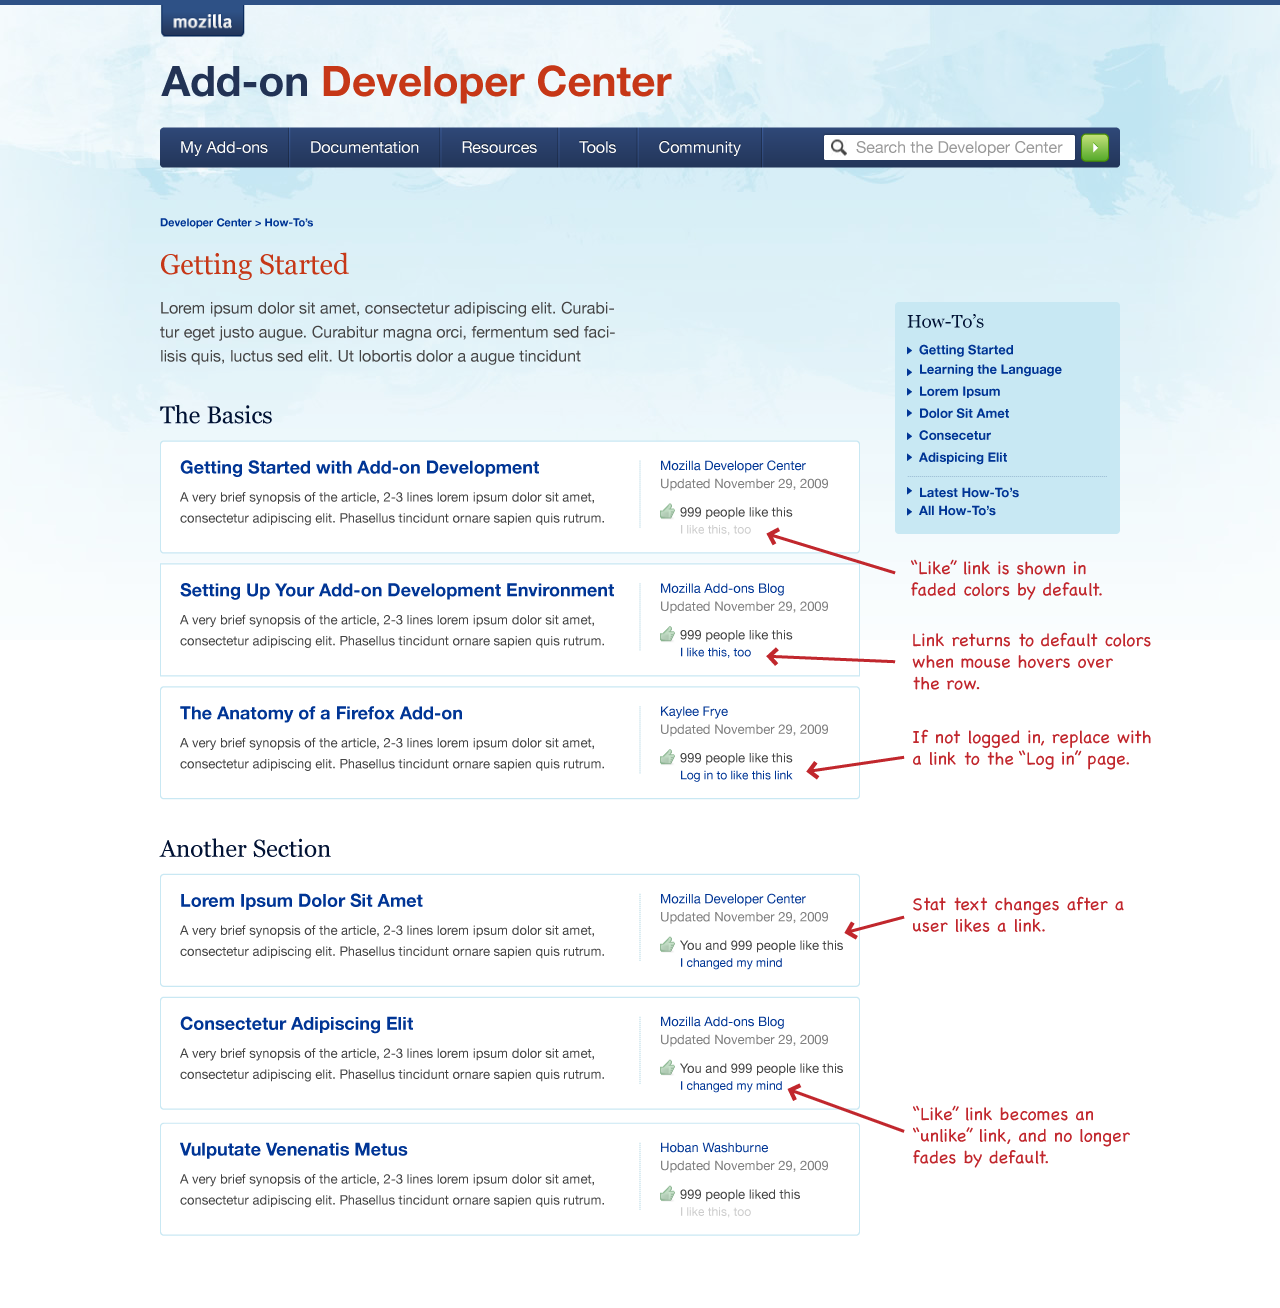 mozilla
Add-on Developer Center
My Add-ons
Documentation
Resources
Tools
Community
Search the Developer Center
Developer Center > How-To's
Getting Started
Lorem ipsum dolor sit amet, consectetur adipiscing elit. Curabi-
tur eget justo augue. Curabitur magna orci, fermentum sed faci-
lisis quis, luctus sed elit. Ut lobortis dolor a augue tincidunt
How-To's
Getting Started
Learning the Language
Lorem Ipsum
Dolor Sit Amet
Consecetur
Adispicing Elit
Latest How-To's
All How-To's
The Basics
Getting Started with Add-on Development
A very brief synopsis of the article, 2-3 lines lorem ipsum dolor sit amet,
consectetur adipiscing elit. Phasellus tincidunt ornare sapien quis rutrum.
Mozilla Developer Center
Updated November 29, 2009
999 people like this
I like this, too
"Like" link is shown in
faded colors by default.
Setting Up Your Add-on Development Environment
A very brief synopsis of the article, 2-3 lines lorem ipsum dolor sit amet,
consectetur adipiscing elit. Phasellus tincidunt ornare sapien quis rutrum.
Mozilla Add-ons Blog
Updated November 29, 2009
999 people like this
I like this, too
Link returns to default colors
when mouse hovers over
the row.
The Anatomy of a Firefox Add-on
A very brief synopsis of the article, 2-3 lines lorem ipsum dolor sit amet,
consectetur adipiscing elit. Phasellus tincidunt ornare sapien quis rutrum.
Kaylee Frye
Updated November 29, 2009
999 people like this
Log in to like this link
If not logged in, replace with
a link to the "Log in" page.
Another Section
Lorem Ipsum Dolor Sit Amet
A very brief synopsis of the article, 2-3 lines lorem ipsum dolor sit amet,
consectetur adipiscing elit. Phasellus tincidunt ornare sapien quis rutrum.
Mozilla Developer Center
Updated November 29, 2009
You and 999 people like this
I changed my mind
Stat text changes after a
user likes a link.
Consectetur Adipiscing Elit
A very brief synopsis of the article, 2-3 lines lorem ipsum dolor sit amet,
consectetur adipiscing elit. Phasellus tincidunt ornare sapien quis rutrum.
Mozilla Add-ons Blog
Updated November 29, 2009
You and 999 people like this
I changed my mind
"Like" link becomes an
"unlike" link, and no longer
fades by default.
Vulputate Venenatis Metus
A very brief synopsis of the article, 2-3 lines lorem ipsum dolor sit amet,
consectetur adipiscing elit. Phasellus tincidunt ornare sapien quis rutrum.
Hoban Washburne
Updated November 29, 2009
999 people liked this
I like this, too